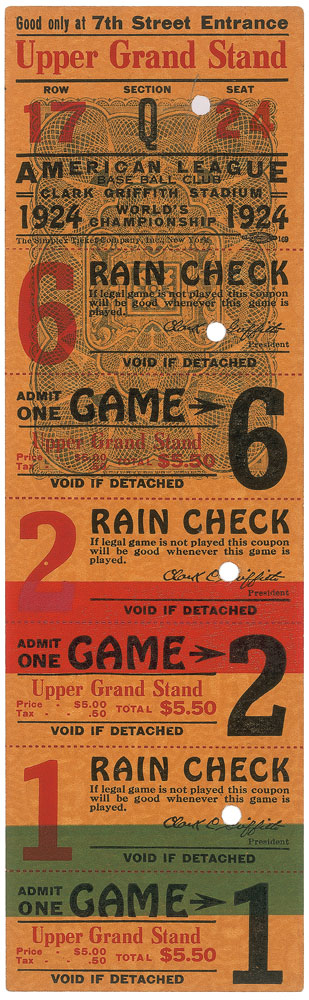 Good only at 7th Street Entrance
Upper Grand Stand
ROW SECTION SEAT
17 Q 24
AMERICAN LEAGUE
BASE BALL CLUB
CLARK GRIFFITH STADIUM
1924 WORLD'S CHAMPIONSHIP 1924
The Simplex Ticket Company, Inc., New York 169
6 RAIN CHECK
If legal game is not played this coupon
will be good whenever this game is
played.
Clark C Griffith
President
VOID IF DETACHED
ADMIT
ONE GAME 6
Upper Grand Stand
Price $5.00
Tax .50 TOTAL $5.50
VOID IF DETACHED
2 RAIN CHECK
If legal game is not played this coupon
will be good whenever this game is
played.
Clark C Griffith
President
VOID IF DETACHED
ADMIT
ONE GAME 2
Upper Grand Stand
Price - $5.00
Tax - - .50 TOTAL $5.50
VOID IF DETACHED
1 RAIN CHECK
If legal game is not played this coupon
will be good whenever this game is
played.
Clark C Griffith
President
VOID IF DETACHED
ADMIT
ONE GAME 1
Upper Grand Stand
Price - $5.00
Tax - - .50 TOTAL $5.50
VOID IF DETACHED